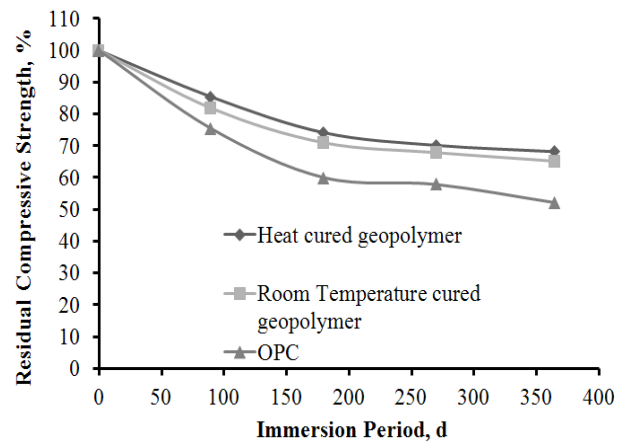 Residual Compressive Strength, %
110
100
90
80
70
60
50
40
30
20
10
0
Heat cured geopolymer
Room Temperature cured
geopolymer
OPC
0 50 100 150 200 250 300 350 400
Immersion Period, d